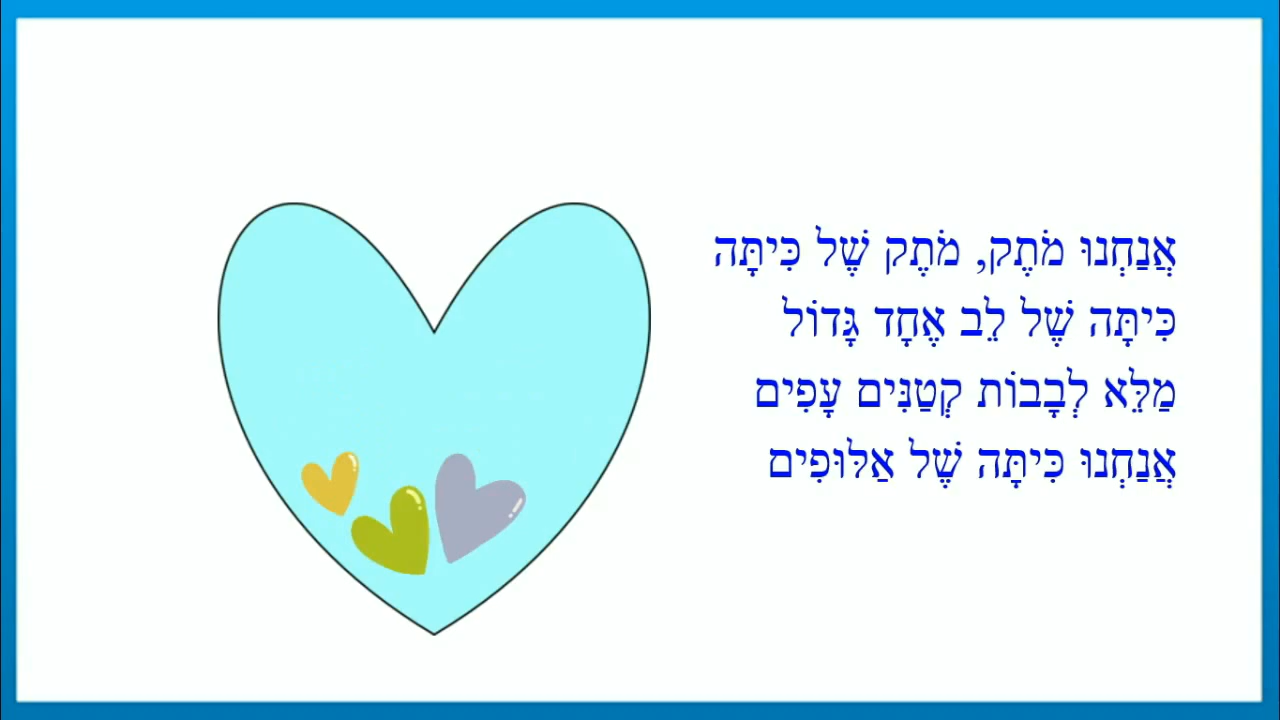 אֲנַחְנוּ מֹתֶק, מֹתֶק שֶׁל כִּיתָּה
כִּיתָּה שֶׁל לֵב אֶחָד גָּדוֹל
מַלֵּא לְבָבוֹת קְטַנִּים עָפִים
אֲנַחְנוּ כִּיתָּה שֶׁל אַלּוּפִים